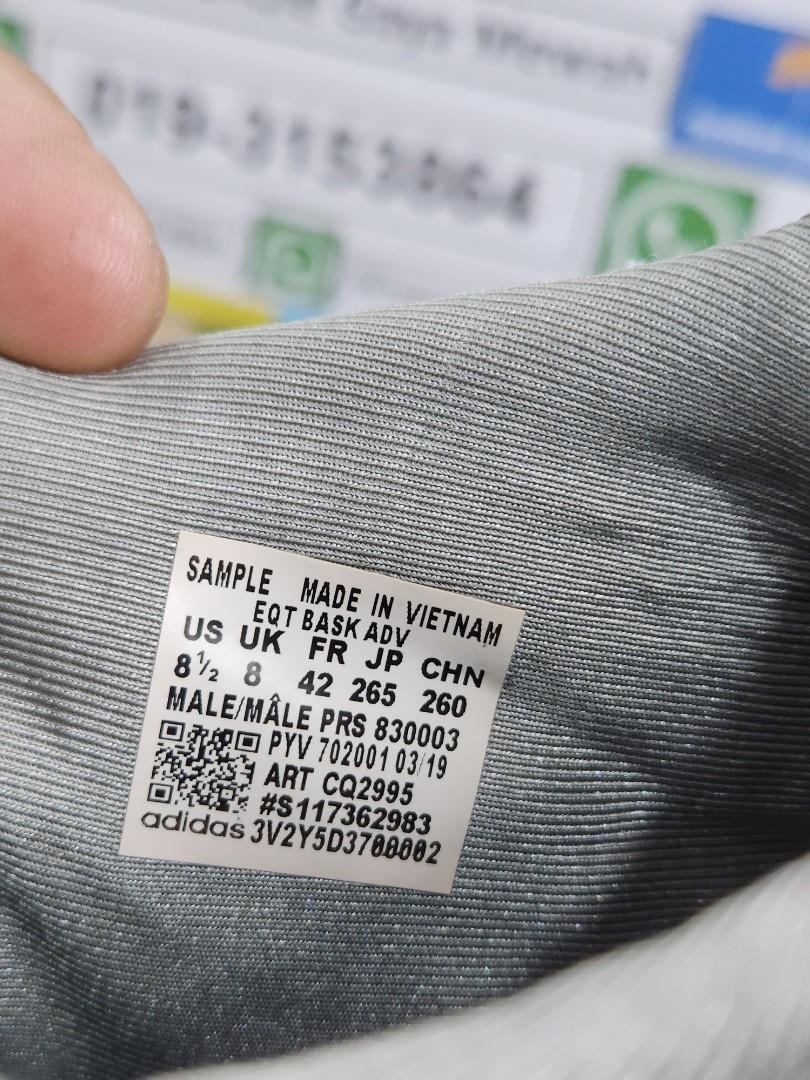 SAMPLE MADE IN VIETNAM
EQT BASK ADV
US UK FR JP CHN
8½ 8 42 265 260
MALE/MÂLE PRS 830003
PYV 702001 03/19
ART CQ2995
#S117362983
adidas 3V2Y5D3700002